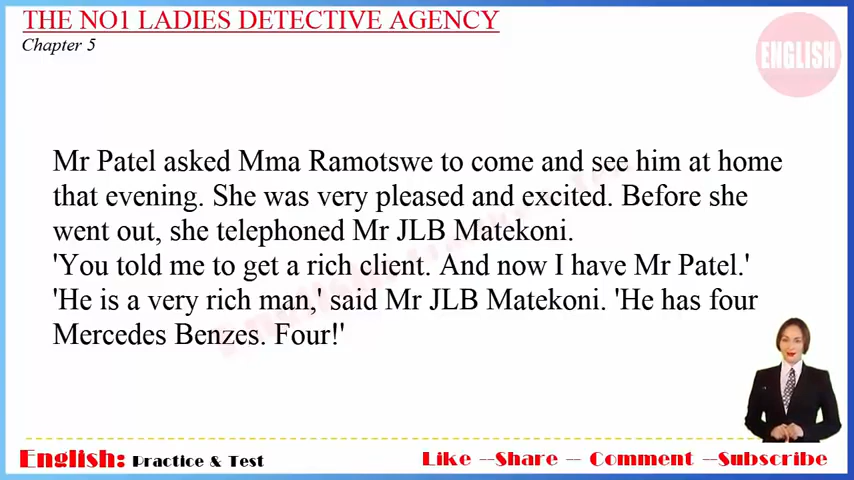 THE NO1 LADIES DETECTIVE AGENCY
Chapter 5
ENGLISH
Mr Patel asked Mma Ramotswe to come and see him at home
that evening. She was very pleased and excited. Before she
went out, she telephoned Mr JLB Matekoni.
'You told me to get a rich client. And now I have Mr Patel.'
'He is a very rich man,' said Mr JLB Matekoni. 'He has four
Mercedes Benzes. Four!'
English: Practice & Test
Like --Share -- Comment --Subscribe